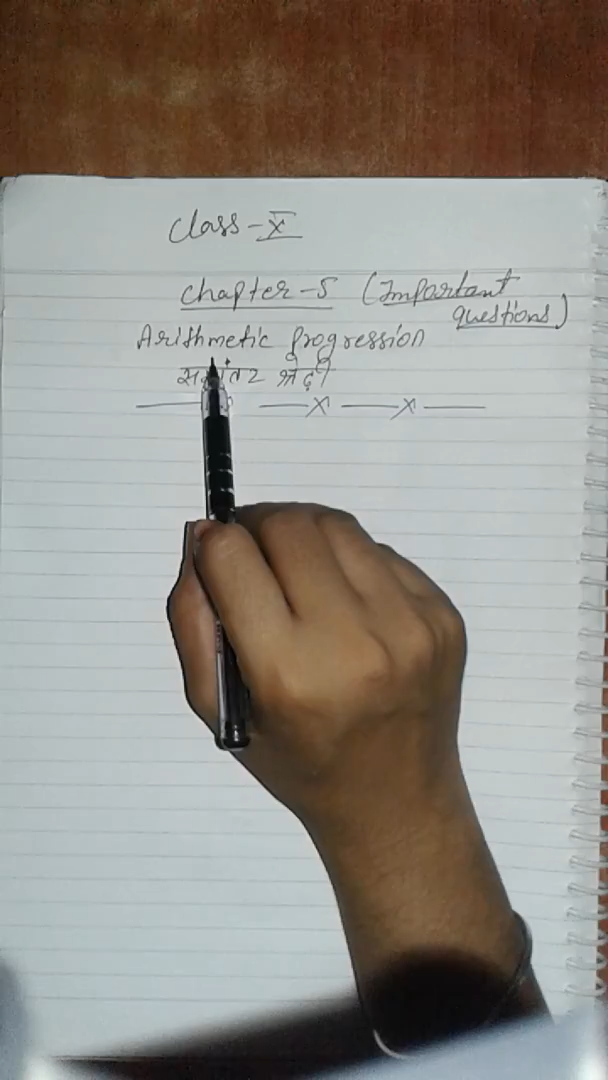 Class - X
Chapter-5 (Important
questions)
Arithmetic Progression
श्रेढ़ी